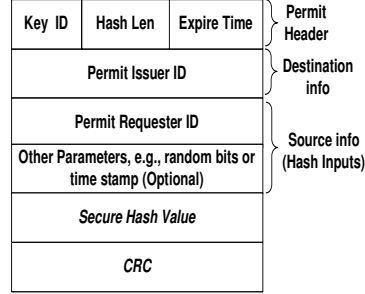 Key ID Hash Len Expire Time
Permit
Header
Permit Issuer ID
Destination
info
Permit Requester ID
Other Parameters, e.g., random bits or
time stamp (Optional)
Source info
(Hash Inputs)
Secure Hash Value
CRC